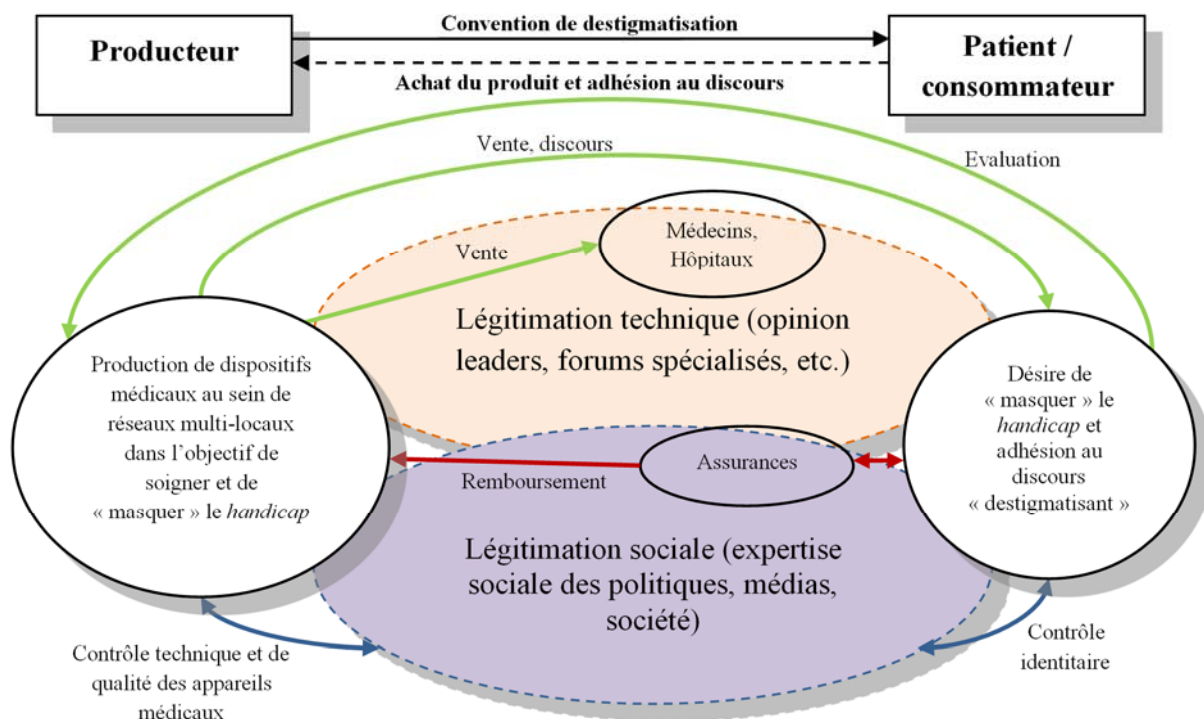 Convention de destigmatisation
Producteur
Patient /
consommateur
Achat du produit et adhésion au discours
Vente, discours
Evaluation
Médecins,
Hôpitaux
Vente
Légitimation technique (opinion
leaders, forums spécialisés, etc.)
Production de dispositifs
médicaux au sein de
réseaux multi-locaux
dans l’objectif de
soigner et de
« masquer » le handicap
Désire de
« masquer » le
handicap et
adhésion au
discours
« destigmatisant »
Assurances
Remboursement
Légitimation sociale (expertise
sociale des politiques, médias,
société)
Contrôle technique et de
qualité des appareils
médicaux
Contrôle
identitaire